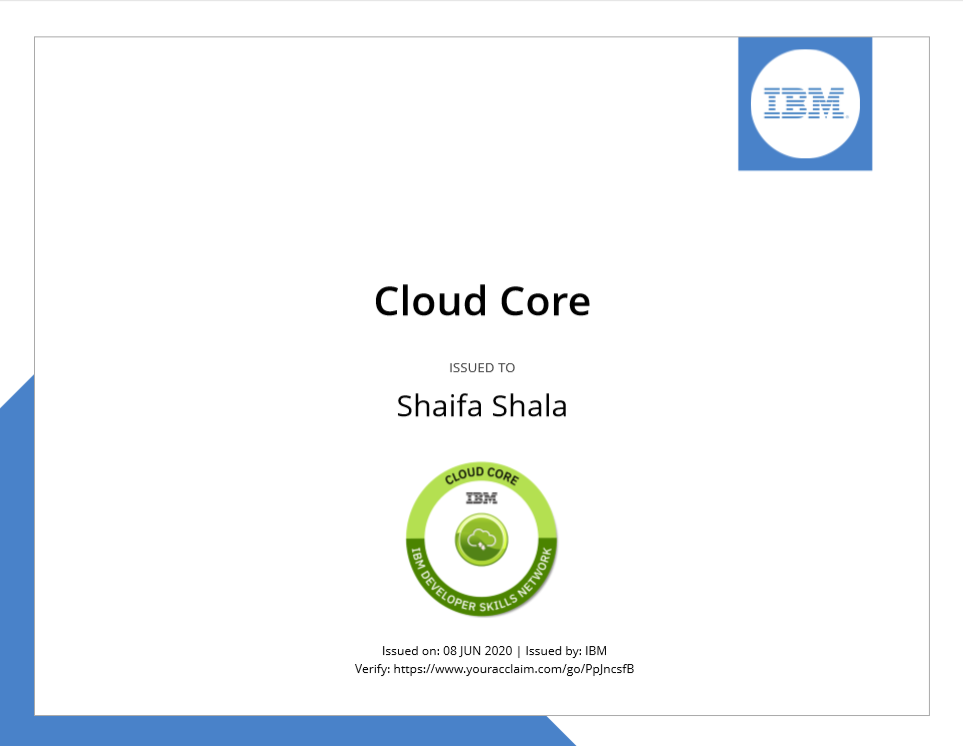 IBM
Cloud Core
ISSUED TO
Shaifa Shala
CLOUD CORE
IBM
IBM DEVELOPER SKILLS NETWORK
Issued on: 08 JUN 2020 | Issued by: IBM
Verify: https://www.youracclaim.com/go/PpJncsfB